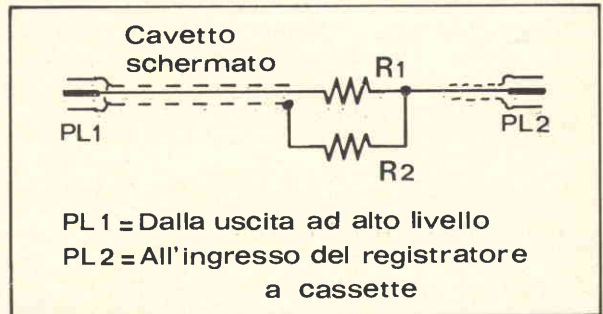 Cavetto
schermato
R1
PL1
PL2
R2
PL1=Dalla uscita ad alto livello
PL2=All'ingresso del registratore
a cassette